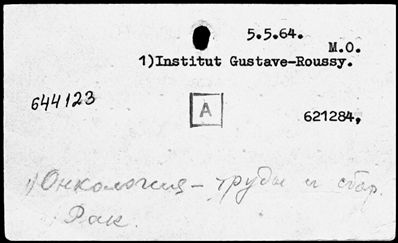 5.5.64.
M.O.
1)Institut Gustave-Roussy.
644123
A
621284,
1) Онкология – труды и сбор.
Рак.